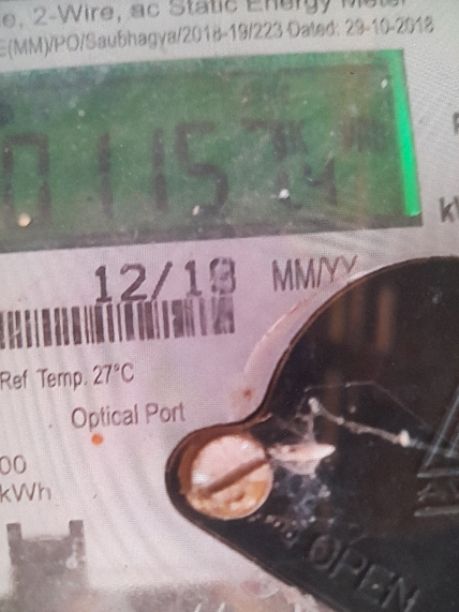 e, 2-Wire, ac Static Energy Meter
E(MM)/PO/Saubhagya/2018-19/223 Dated: 29-10-2018
01157
12/18 MM/YY
Ref Temp. 27°C
Optical Port
00
kWh
OPEN